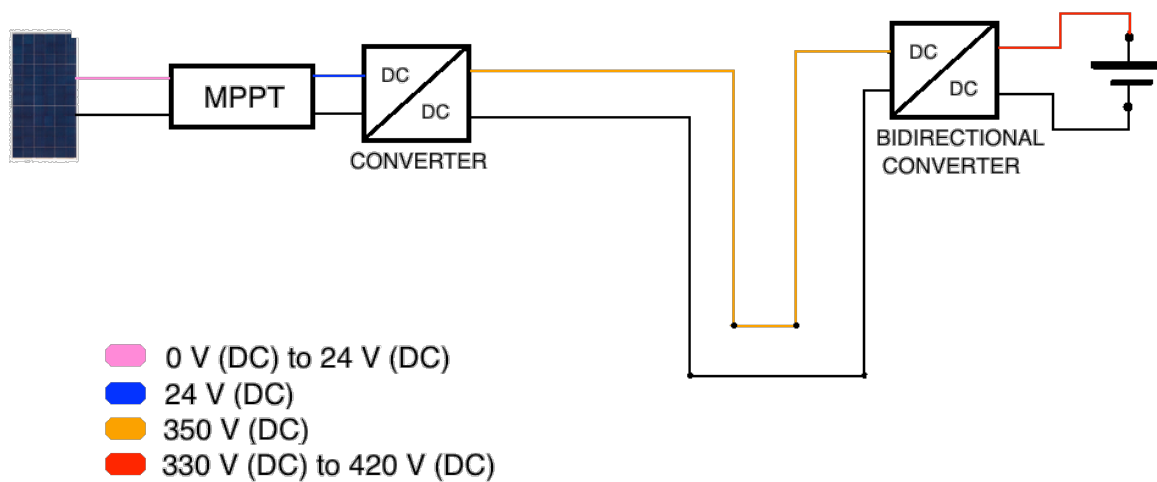 MPPT
DC
DC
CONVERTER
DC
DC
BIDIRECTIONAL
CONVERTER
0 V (DC) to 24 V (DC)
24 V (DC)
350 V (DC)
330 V (DC) to 420 V (DC)